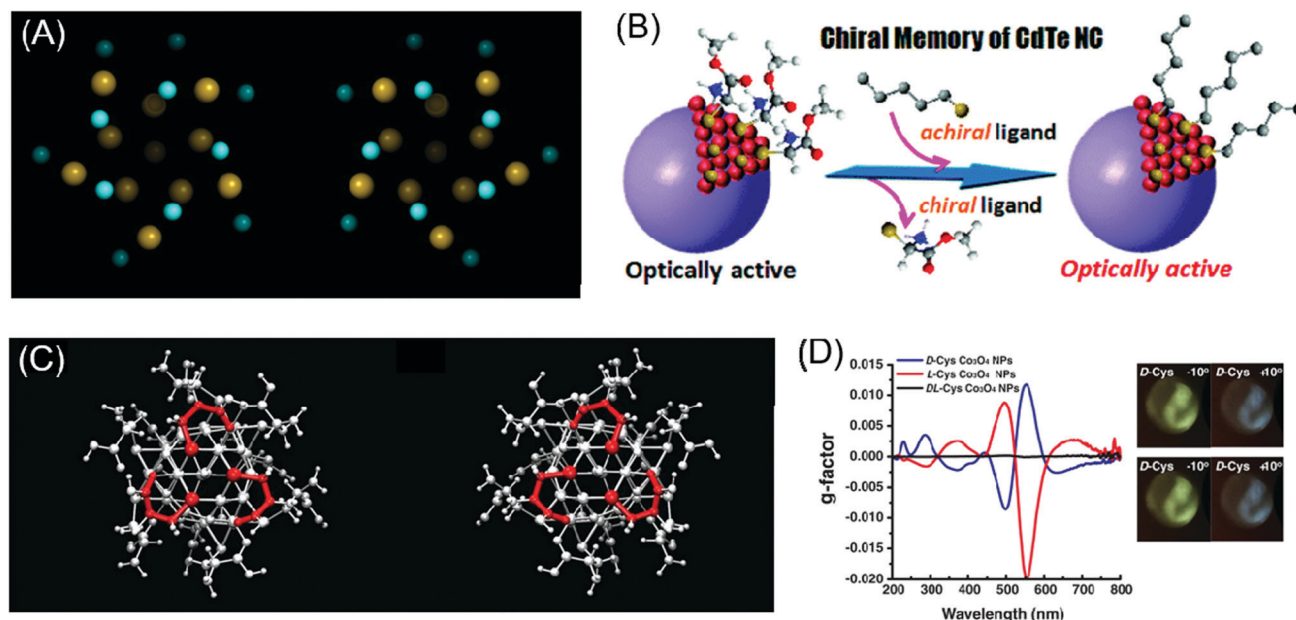 (A)
(B)
Chiral Memory of CdTe NC
achiral ligand
chiral ligand
Optically active
Optically active
(C)
(D)
0.015
0.010
0.005
0.000
-0.005
-0.010
-0.015
-0.020
g-factor
D-Cys Co₃O₄ NPs
L-Cys Co₃O₄ NPs
DL-Cys Co₃O₄ NPs
200 300 400 500 600 700 800
Wavelength (nm)
D-Cys -10° D-Cys +10°
D-Cys -10° D-Cys +10°